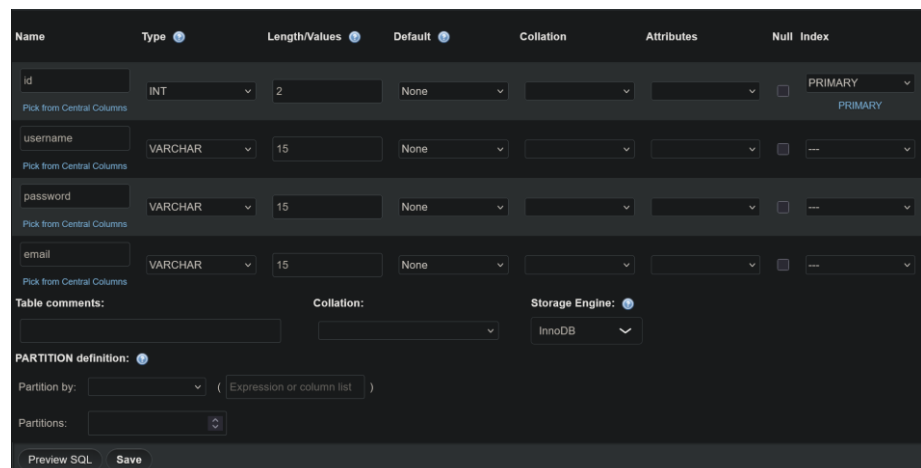 Name Type Length/Values Default Collation Attributes Null Index
id INT 2 None PRIMARY
Pick from Central Columns PRIMARY
username VARCHAR 15 None ---
Pick from Central Columns
password VARCHAR 15 None ---
Pick from Central Columns
email VARCHAR 15 None ---
Pick from Central Columns
Table comments: Collation: Storage Engine:
InnoDB
PARTITION definition:
Partition by: ( Expression or column list )
Partitions:
Preview SQL Save